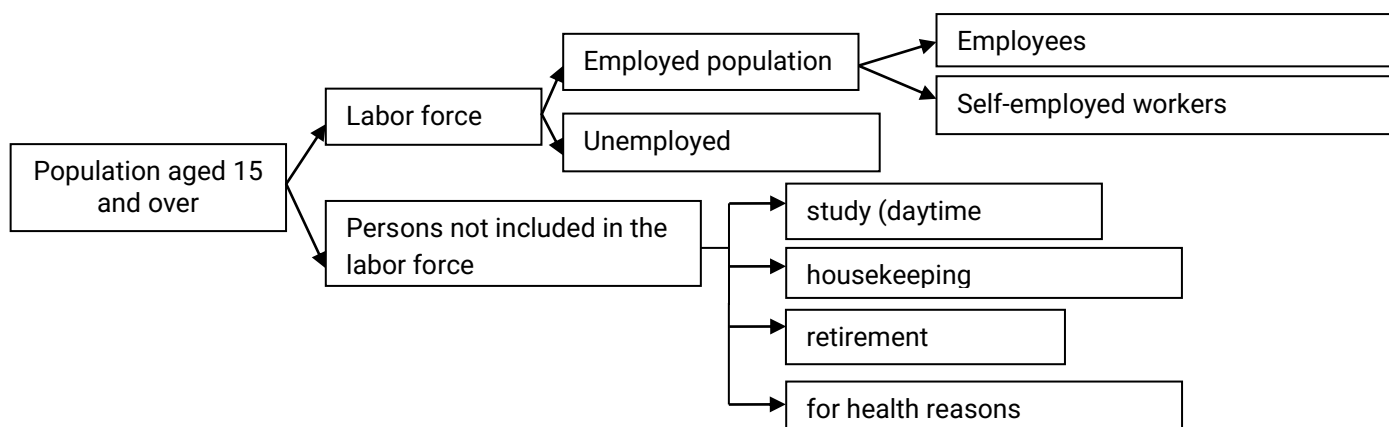 Employees
Employed population
Self-employed workers
Labor force
Unemployed
Population aged 15
and over
Persons not included in the
labor force
study (daytime
housekeeping
retirement
for health reasons